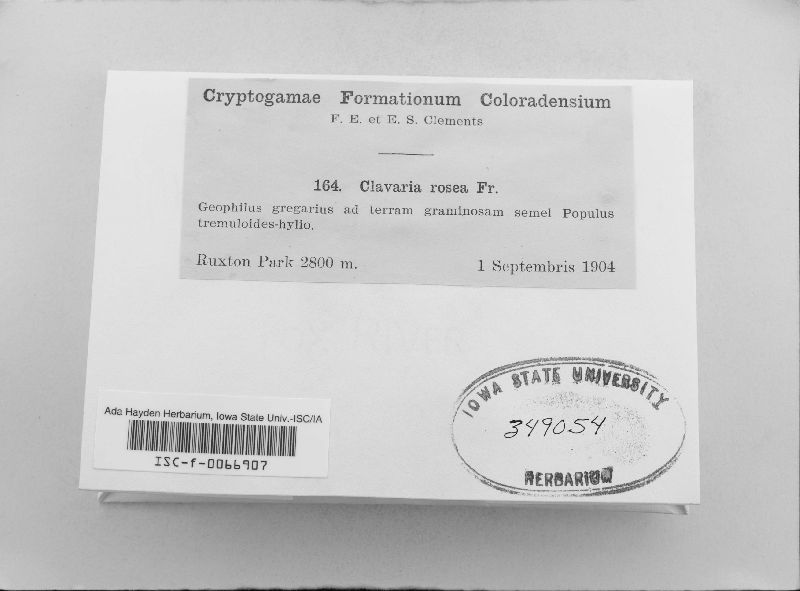 Cryptogamae Formationum Coloradensium
F. E. et E. S. Clements
164. Clavaria rosea Fr.
Geophilus gregarius ad terram graminosam semel Populus
tremuloides-hylio.
Ruxton Park 2800 m. 1 Septembris 1904
Ada Hayden Herbarium, Iowa State Univ.-ISC/IA
ISC-f-0066907
IOWA STATE UNIVERSITY
349054
HERBARIUM